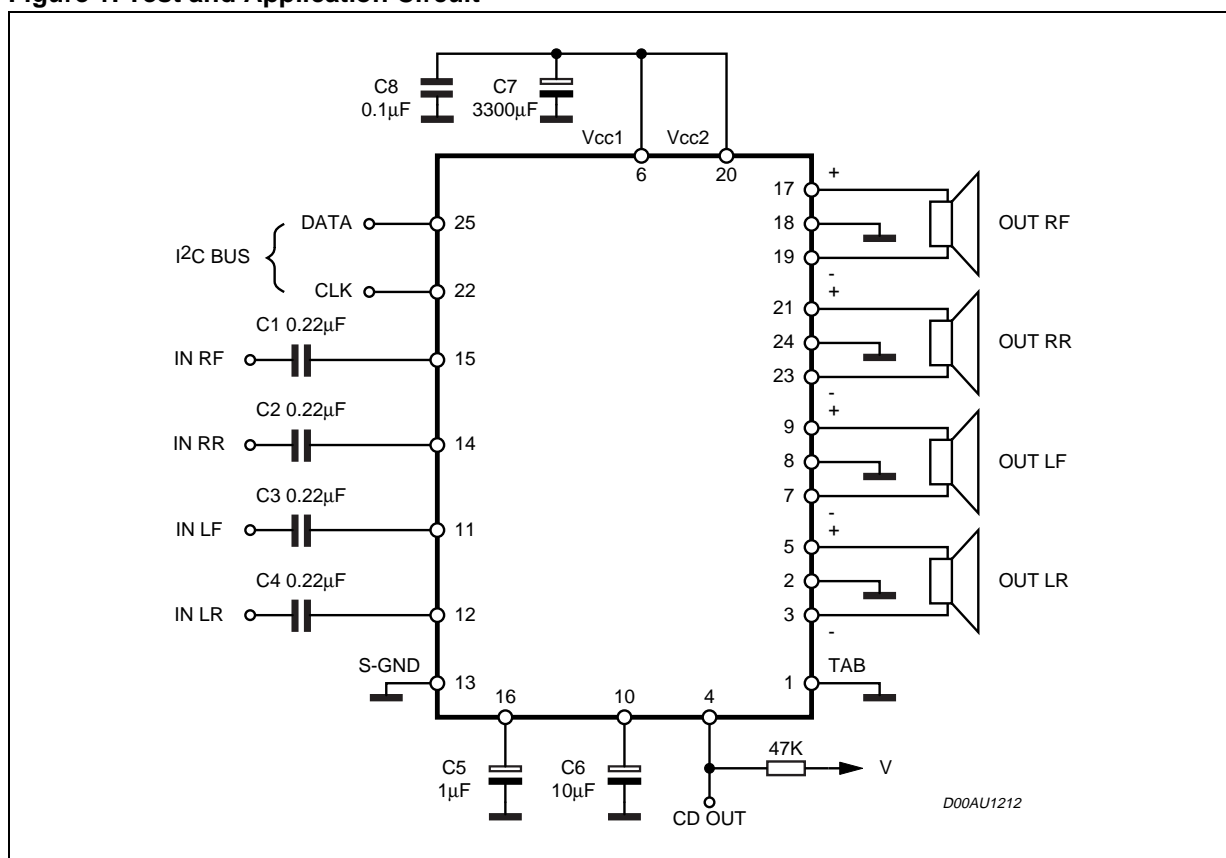 Figure 1. Test and Application Circuit
C8
0.1μF
C7
3300μF
Vcc1
Vcc2
6
20
I²C BUS
DATA
25
CLK
22
C1 0.22μF
IN RF
15
C2 0.22μF
IN RR
14
C3 0.22μF
IN LF
11
C4 0.22μF
IN LR
12
S-GND
13
17
+
18
19
-
OUT RF
21
+
24
23
-
OUT RR
9
+
8
7
-
OUT LF
5
+
2
3
-
OUT LR
1
TAB
16
10
4
C5
1μF
C6
10μF
47K
V
CD OUT
D00AU1212